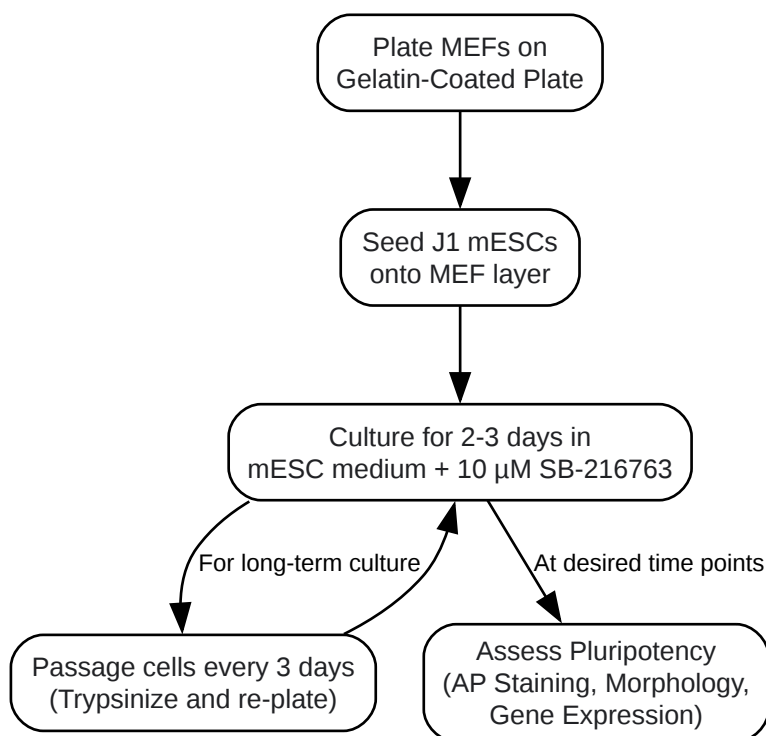 Plate MEFs on
Gelatin-Coated Plate
Seed J1 mESCs
onto MEF layer
Culture for 2-3 days in
mESC medium + 10 µM SB-216763
For long-term culture
At desired time points
Passage cells every 3 days
(Trypsinize and re-plate)
Assess Pluripotency
(AP Staining, Morphology,
Gene Expression)